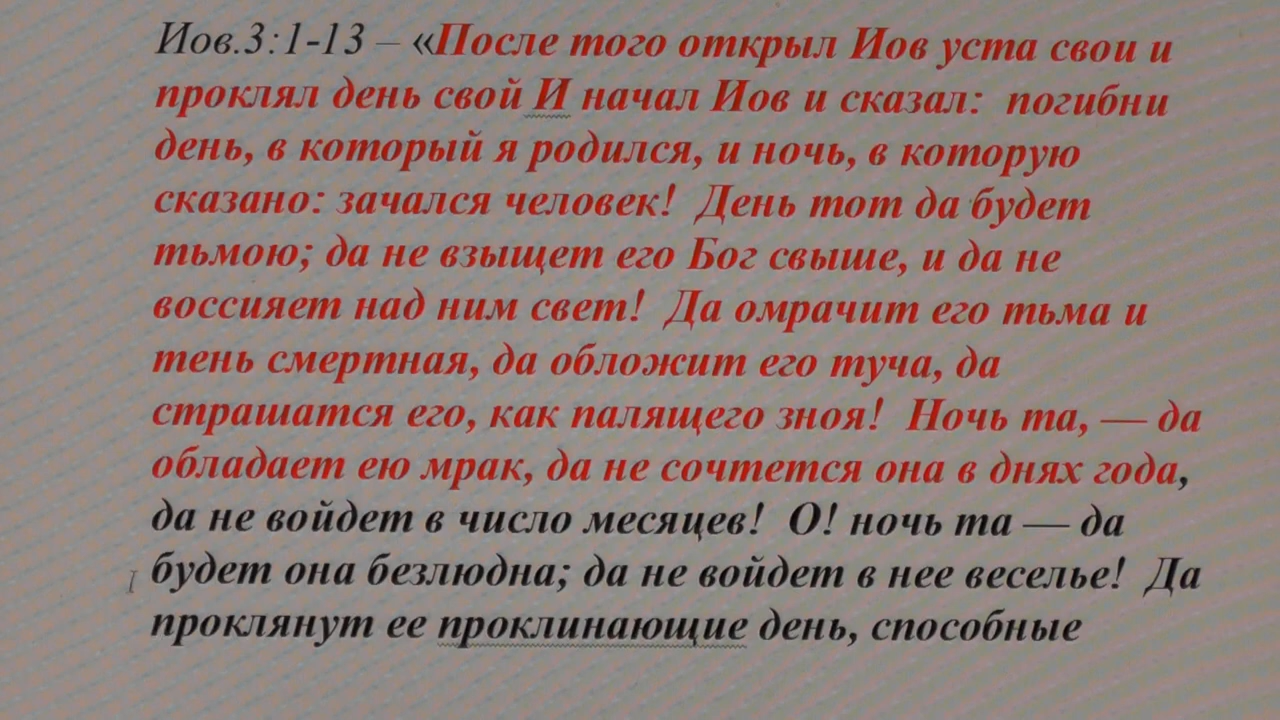 Иов.3:1-13 – «После того открыл Иов уста свои и
проклял день свой И начал Иов и сказал:  погибни
день, в который я родился, и ночь, в которую
сказано: зачался человек!  День тот да будет
тьмою; да не взыщет его Бог свыше, и да не
воссияет над ним свет!  Да омрачит его тьма и
тень смертная, да обложит его туча, да
страшатся его, как палящего зноя!  Ночь та, — да
обладает ею мрак, да не сочтется она в днях года,
да не войдет в число месяцев!  О! ночь та — да
будет она безлюдна; да не войдет в нее веселье!  Да
проклянут ее проклинающие день, способные